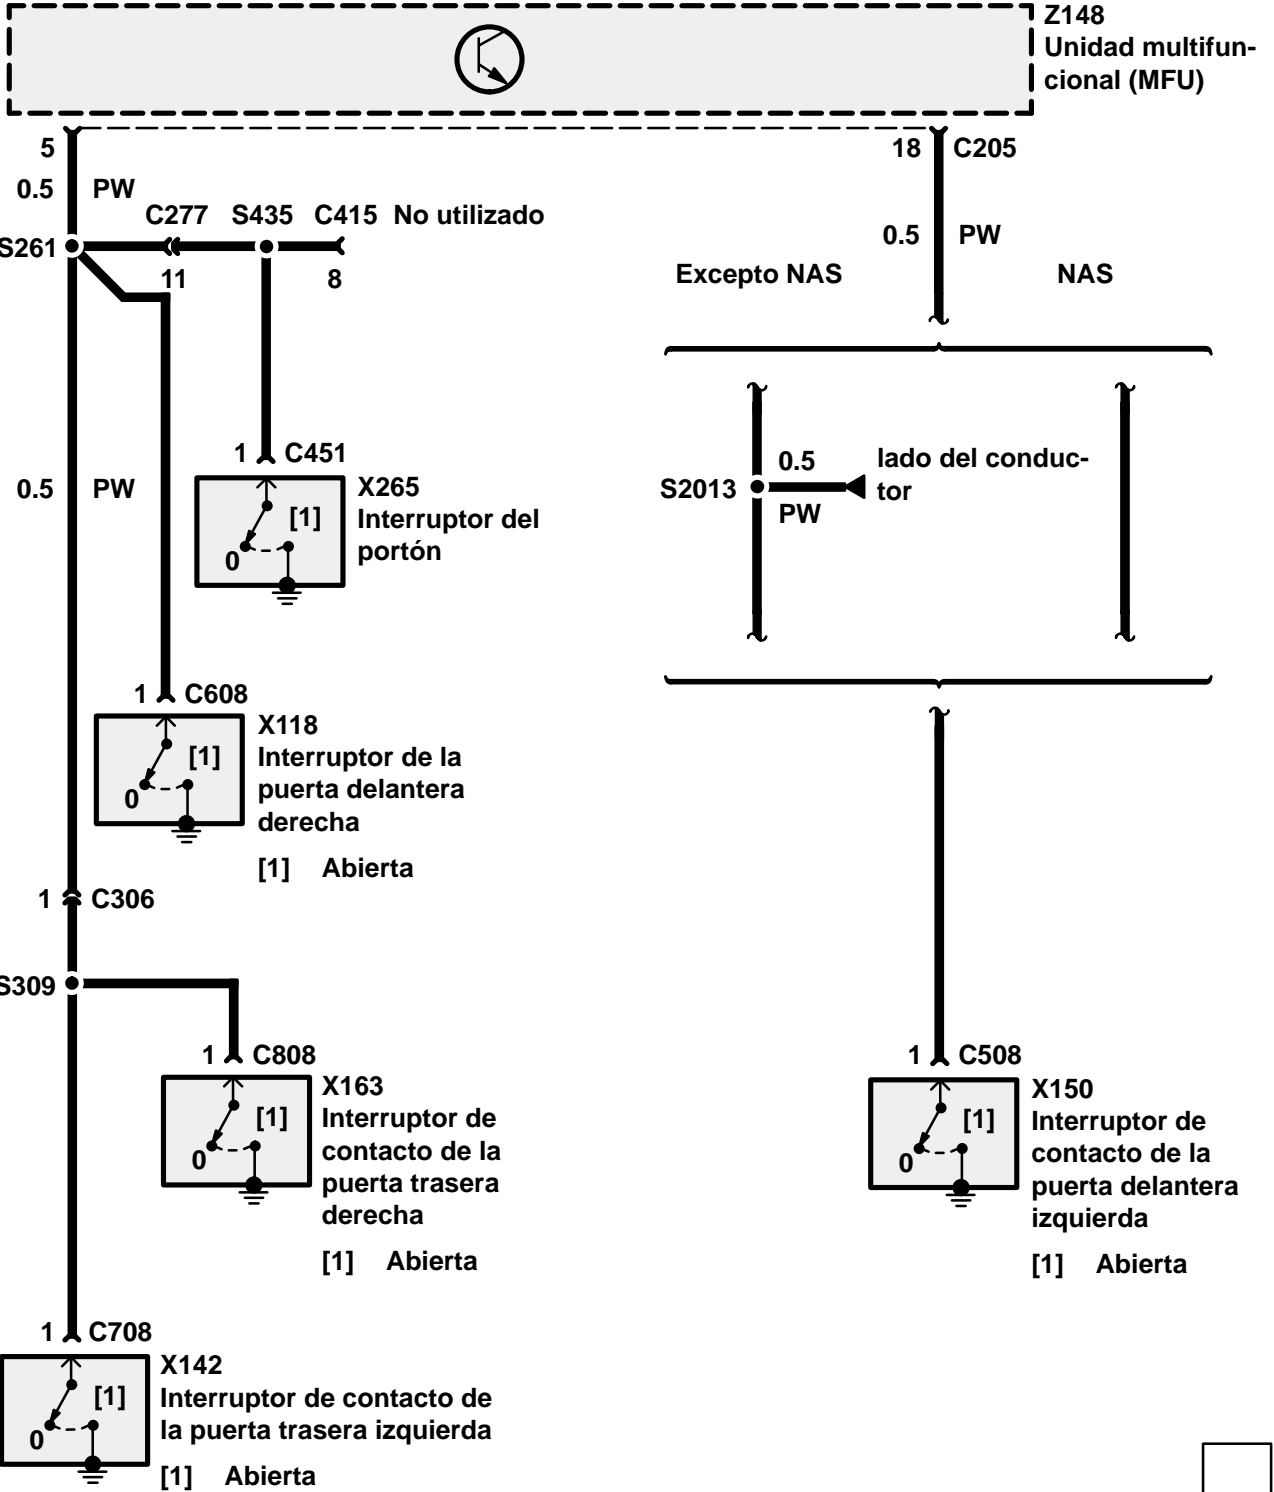 Z148
Unidad multifun-
cional (MFU)
5
18 C205
0.5 PW
C277 S435 C415 No utilizado
0.5 PW
S261
11 8
Excepto NAS NAS
1 C451
0.5 lado del conduc-
S2013 tor
PW
0.5 PW
X265
Interruptor del
portón
[1]
0
1 C608
X118
Interruptor de la
puerta delantera
derecha
[1]
0
[1] Abierta
1 C306
S309
1 C808
X163
Interruptor de
contacto de la
puerta trasera
derecha
[1]
0
[1] Abierta
1 C508
X150
Interruptor de
contacto de la
puerta delantera
izquierda
[1]
0
[1] Abierta
1 C708
X142
Interruptor de contacto de
la puerta trasera izquierda
[1]
0
[1] Abierta